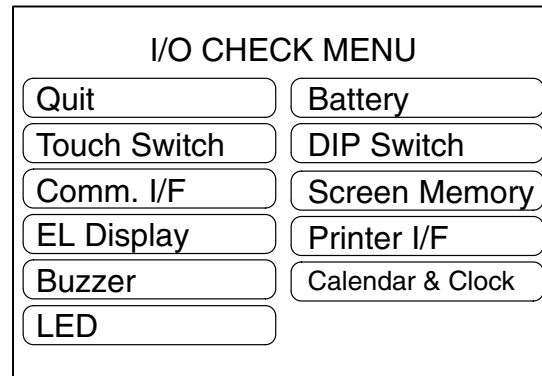 I/O CHECK MENU
Quit
Battery
Touch Switch
DIP Switch
Comm. I/F
Screen Memory
EL Display
Printer I/F
Buzzer
Calendar & Clock
LED